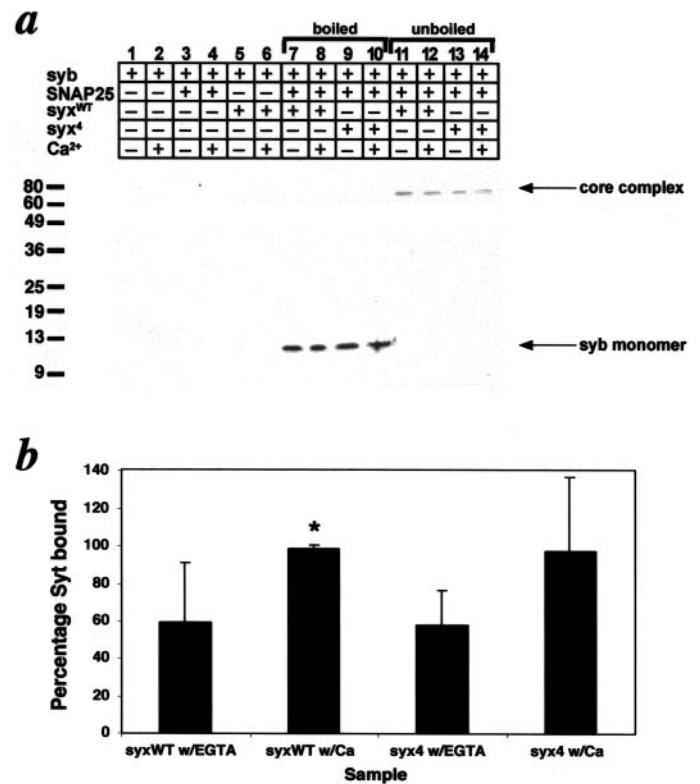 a
boiled unboiled
1 2 3 4 5 6 7 8 9 10 11 12 13 14
syb + + + + + + + + + + + + + +
SNAP25 – – + + – – + + + + + + + +
syxWT – – – – + + + + – – + + – –
syx4 – – – – – – – – + + – – + +
Ca2+ – + – + – + – + – + – + – +
80
60
49
36
25
19
13
9
core complex
syb monomer
b
Percentage Syt bound
140
120
100
80
60
40
20
0
*
syxWT w/EGTA syxWT w/Ca syx4 w/EGTA syx4 w/Ca
Sample